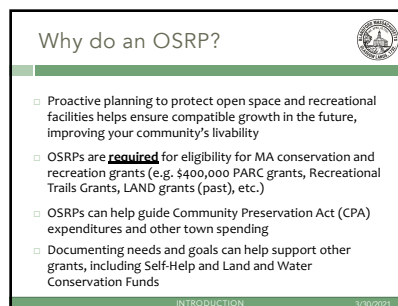 Why do an OSRP?
Proactive planning to protect open space and recreational
facilities helps ensure compatible growth in the future,
improving your community's livability
OSRPs are required for eligibility for MA conservation and
recreation grants (e.g. $400,000 PARC grants, Recreational
Trails Grants, LAND grants (past), etc.)
OSRPs can help guide Community Preservation Act (CPA)
expenditures and other town spending
Documenting needs and goals can help support other
grants, including Self-Help and Land and Water
Conservation Funds
INTRODUCTION
3/30/2021